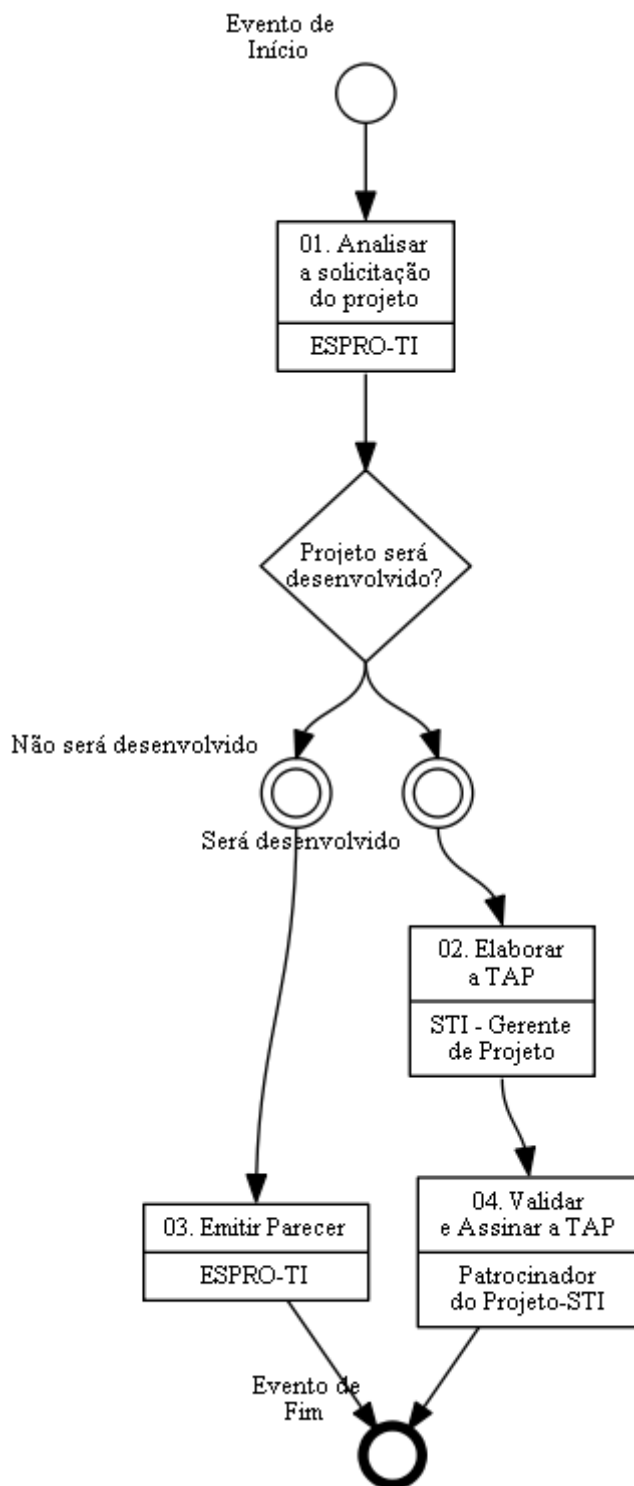 Evento de
Início
01. Analisar
a solicitação
do projeto
ESPRO-TI
Projeto será
desenvolvido?
Não será desenvolvido
Será desenvolvido
02. Elaborar
a TAP
STI - Gerente
de Projeto
03. Emitir Parecer
ESPRO-TI
04. Validar
e Assinar a TAP
Patrocinador
do Projeto-STI
Evento de
Fim